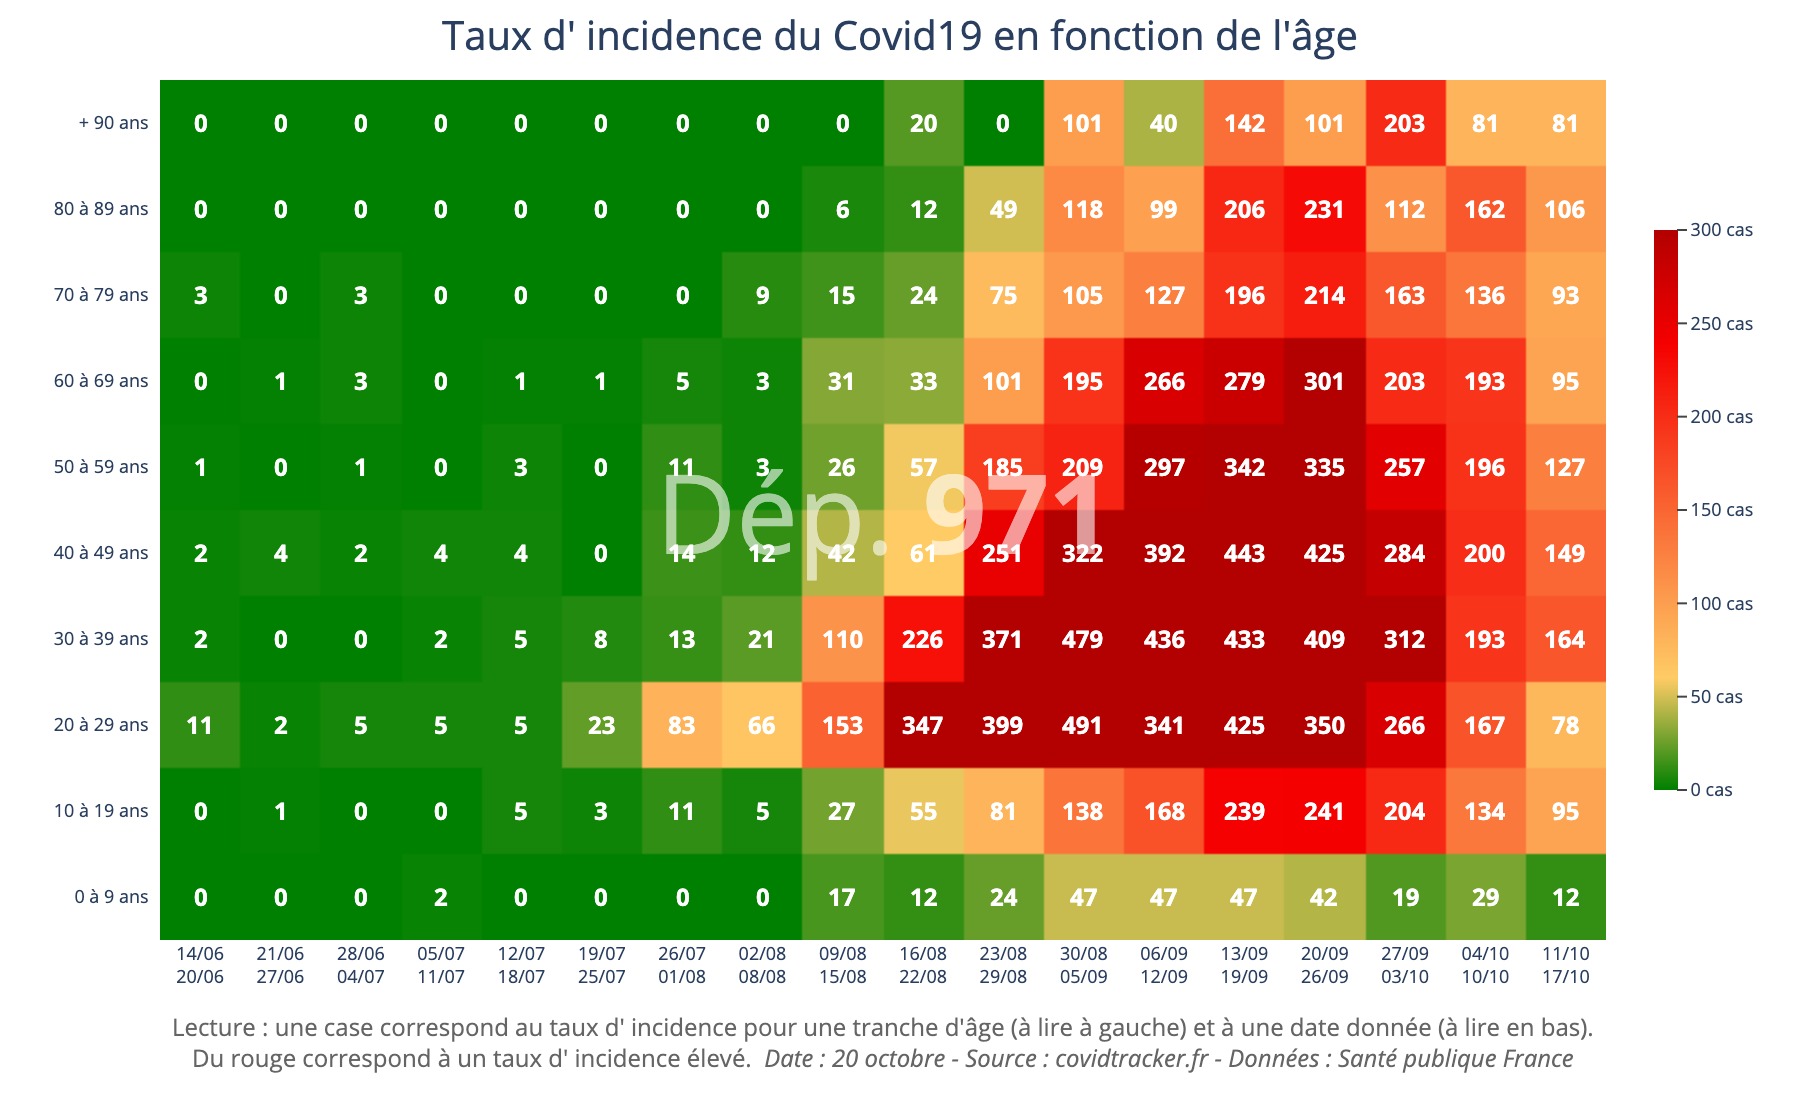 Taux d' incidence du Covid19 en fonction de l'âge
+ 90 ans 0 0 0 0 0 0 0 0 0 20 0 101 40 142 101 203 81 81
80 à 89 ans 0 0 0 0 0 0 0 0 6 12 49 118 99 206 231 112 162 106
70 à 79 ans 3 0 3 0 0 0 0 9 15 24 75 105 127 196 214 163 136 93
60 à 69 ans 0 1 3 0 1 1 5 3 31 33 101 195 266 279 301 203 193 95
50 à 59 ans 1 0 1 0 3 0 11 3 26 57 185 209 297 342 335 257 196 127
Dép. 971
40 à 49 ans 2 4 2 4 4 0 14 12 42 61 251 322 392 443 425 284 200 149
30 à 39 ans 2 0 0 2 5 8 13 21 110 226 371 479 436 433 409 312 193 164
20 à 29 ans 11 2 5 5 5 23 83 66 153 347 399 491 341 425 350 266 167 78
10 à 19 ans 0 1 0 0 5 3 11 5 27 55 81 138 168 239 241 204 134 95
0 à 9 ans 0 0 0 2 0 0 0 0 17 12 24 47 47 47 42 19 29 12
14/06 21/06 28/06 05/07 12/07 19/07 26/07 02/08 09/08 16/08 23/08 30/08 06/09 13/09 20/09 27/09 04/10 11/10
20/06 27/06 04/07 11/07 18/07 25/07 01/08 08/08 15/08 22/08 29/08 05/09 12/09 19/09 26/09 03/10 10/10 17/10
300 cas
250 cas
200 cas
150 cas
100 cas
50 cas
0 cas
Lecture : une case correspond au taux d' incidence pour une tranche d'âge (à lire à gauche) et à une date donnée (à lire en bas).
Du rouge correspond à un taux d' incidence élevé. Date : 20 octobre - Source : covidtracker.fr - Données : Santé publique France